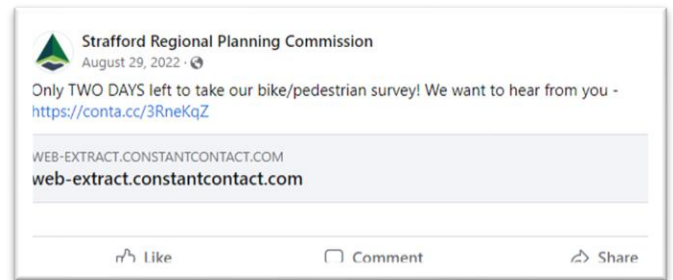 Strafford Regional Planning Commission
August 29, 2022 ·
Only TWO DAYS left to take our bike/pedestrian survey! We want to hear from you -
https://conta.cc/3RneKqZ
WEB-EXTRACT.CONSTANTCONTACT.COM
web-extract.constantcontact.com
Like Comment Share